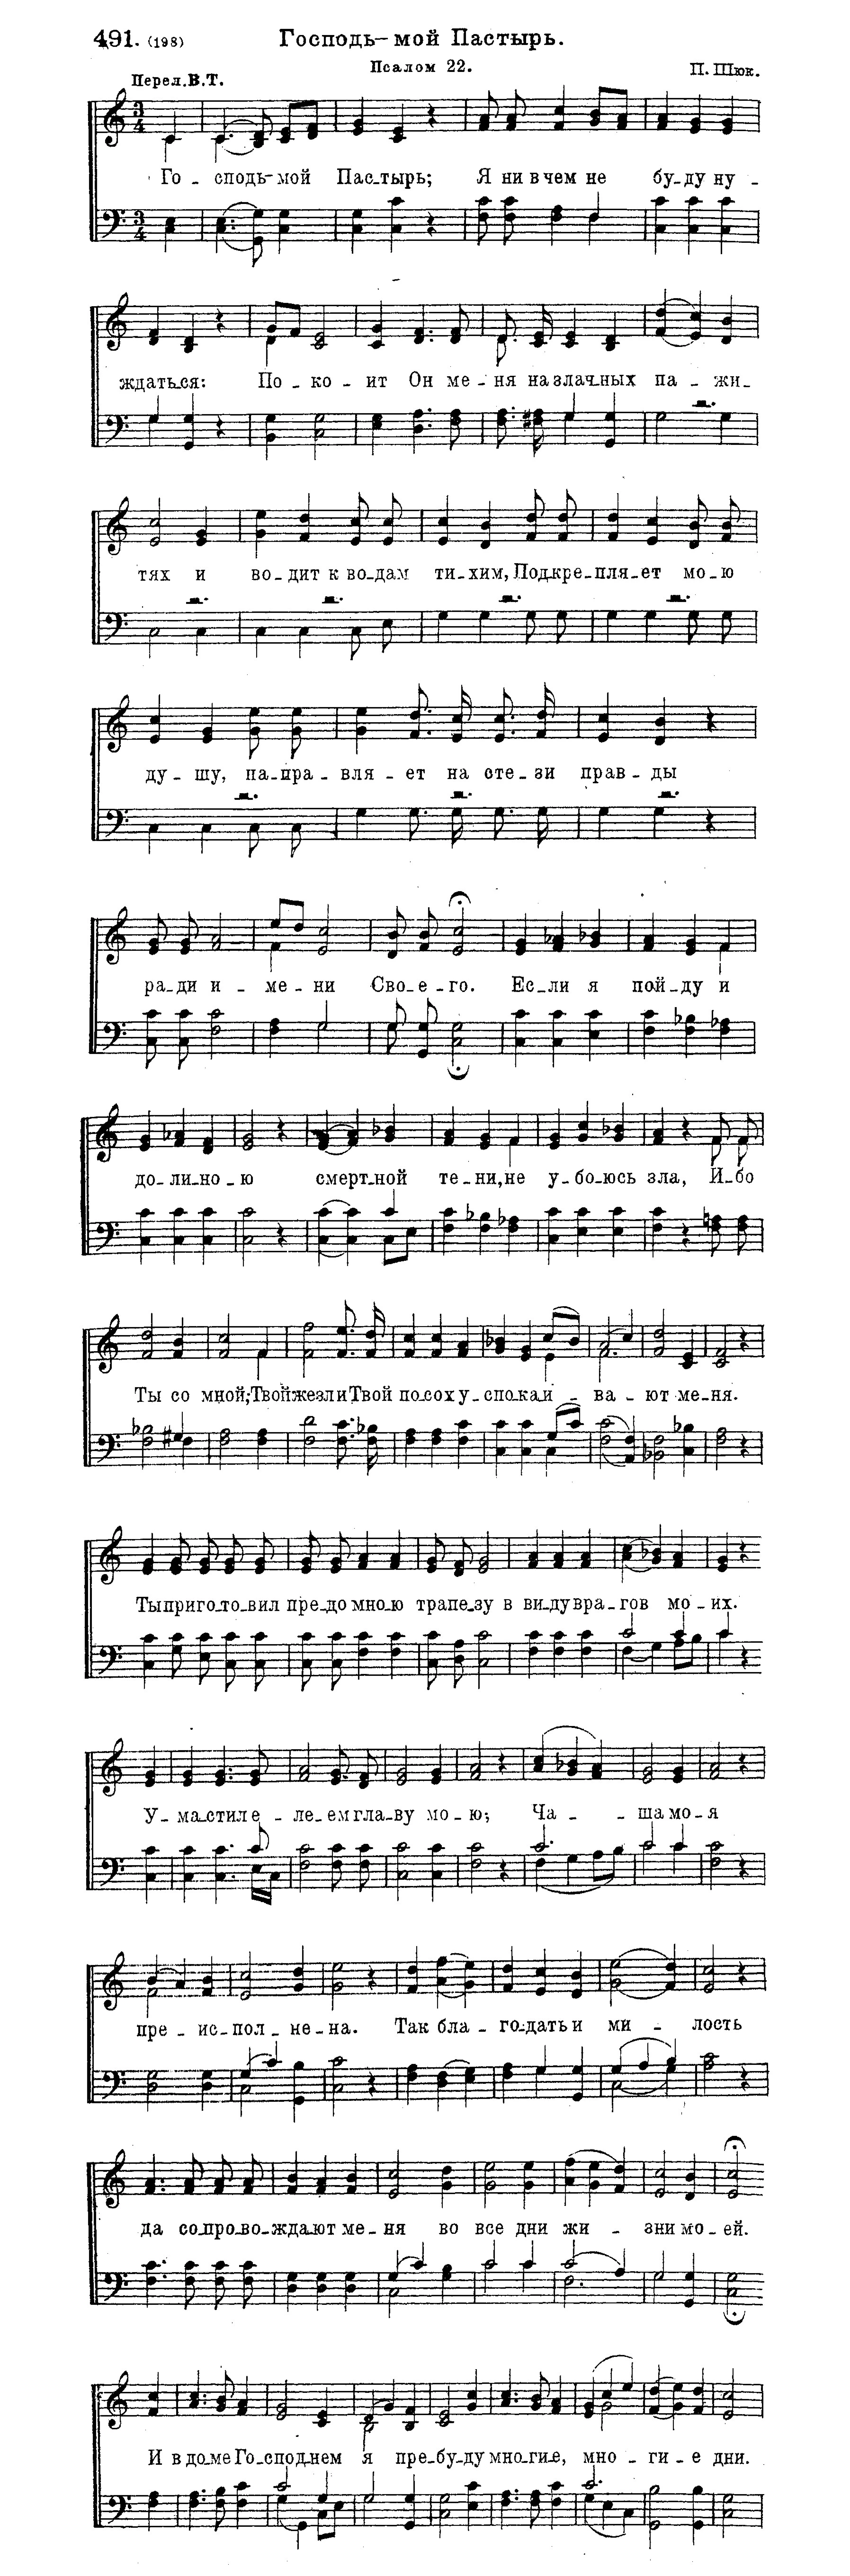 491. (198) Господь—мой Пастырь.
Псалом 22.
Перел. В. Т. П. Шюк.
Го - сподь-мой Пас-тырь; Я ни в чем не бу-ду ну -
ждать-ся: По - ко - ит Он ме - ня на злач-ных па - жи -
тях и во - дит к во-дам ти - хим, Под-кре-пля-ет мо - ю
ду - шу, на-пра - вля - ет на сте - зи прав - ды
ра - ди и - ме - ни Сво - е - го. Ес - ли я пой - ду и
до - ли - но - ю смерт-ной те - ни, не у - бо - юсь зла, И - бо
Ты со мной; Твой жезл и Твой по-сох у - спо-ка-и - ва - ют ме-ня.
Ты приго-то-вил пре-до мно-ю трапе-зу в ви-ду вра - гов мо - их.
У - ма-стил е - ле - ем гла-ву мо - ю; Ча - - ша мо - я
пре - ис-пол - не - на. Так бла - го-дать и ми - лость
да со-про-во-жда-ют ме - ня во все дни жи - зни мо - ей.
И в до-ме Го-спод-нем я пре-бу-ду мно-ги-е, мно - ги - е дни.